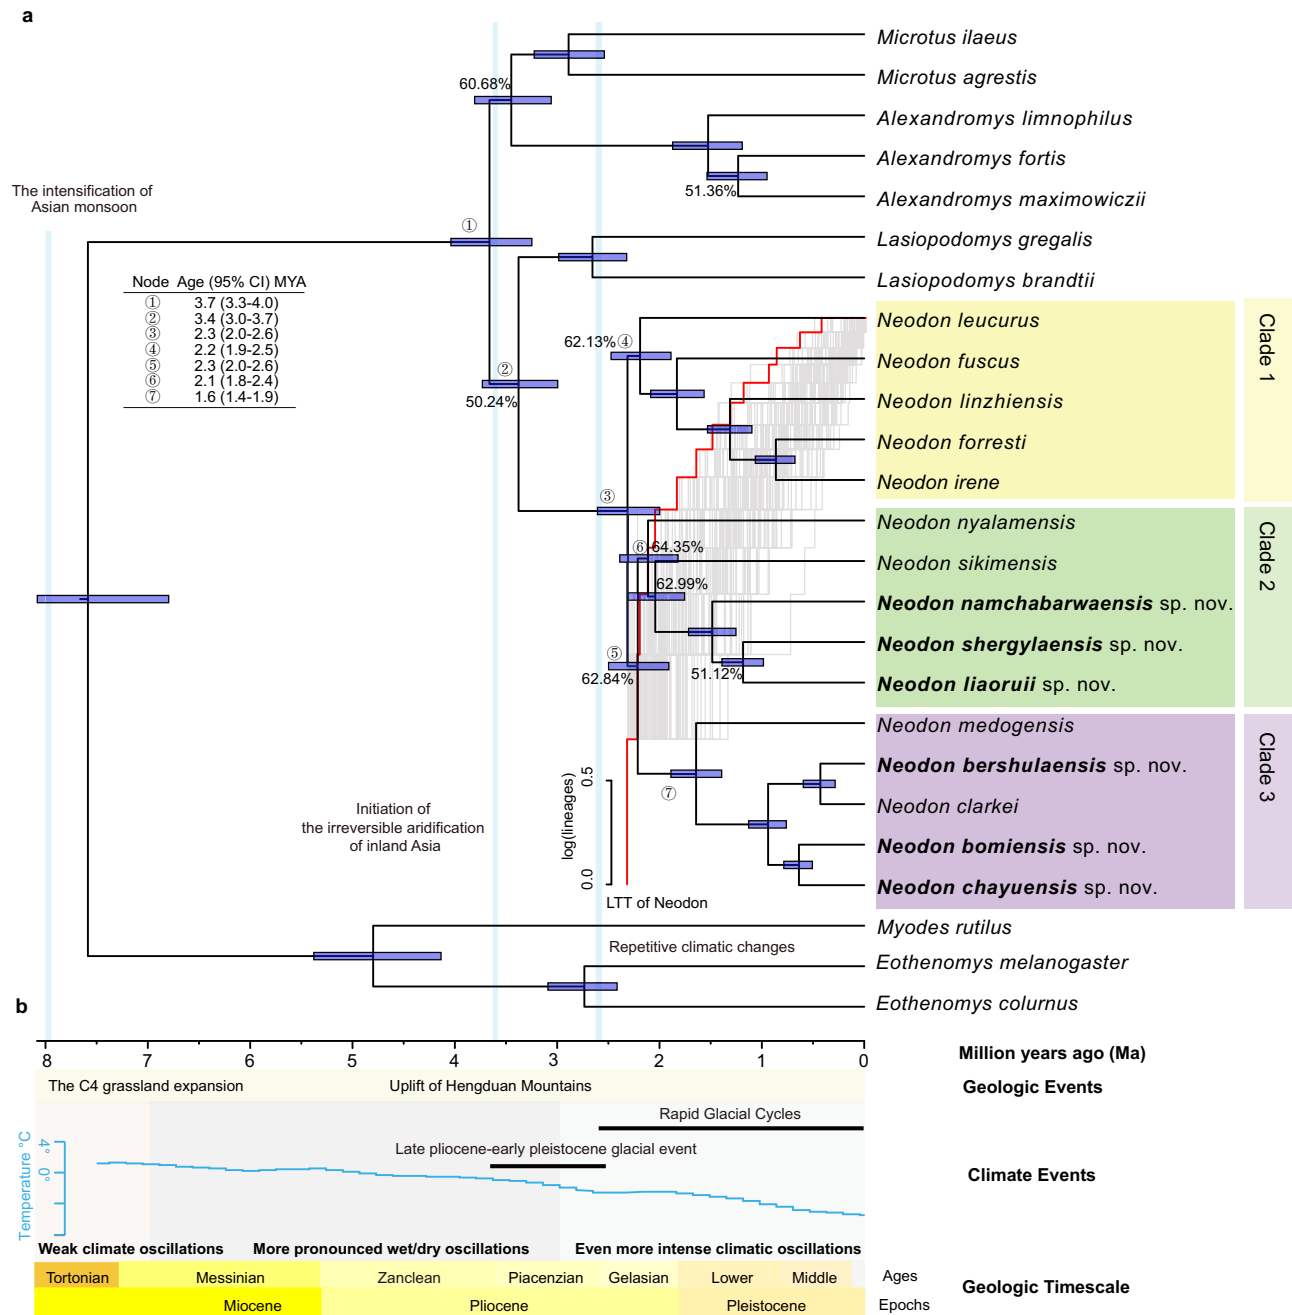 a
Microtus ilaeus
60.68%
Microtus agrestis
Alexandromys limnophilus
Alexandromys fortis
51.36%
Alexandromys maximowiczii
The intensification of
Asian monsoon
①
Lasiopodomys gregalis
Lasiopodomys brandtii
Node Age (95% CI) MYA
① 3.7 (3.3-4.0)
② 3.4 (3.0-3.7)
③ 2.3 (2.0-2.6)
④ 2.2 (1.9-2.5)
⑤ 2.3 (2.0-2.6)
⑥ 2.1 (1.8-2.4)
⑦ 1.6 (1.4-1.9)
Neodon leucurus
62.13% ④
Neodon fuscus
②
50.24%
Neodon linzhiensis
Neodon forresti
Neodon irene
Clade 1
③
Neodon nyalamensis
⑥ 64.35%
Neodon sikimensis
62.99%
Neodon namchabarwaensis sp. nov.
Neodon shergylaensis sp. nov.
⑤
62.84%
51.12%
Neodon liaoruii sp. nov.
Clade 2
Neodon medogensis
⑦
Neodon bershulaensis sp. nov.
Neodon clarkei
Neodon bomiensis sp. nov.
Neodon chayuensis sp. nov.
Clade 3
Initiation of
the irreversible aridification
of inland Asia
log(lineages)
0.5
0.0
LTT of Neodon
Myodes rutilus
Repetitive climatic changes
Eothenomys melanogaster
Eothenomys colurnus
b
8 7 6 5 4 3 2 1 0
Million years ago (Ma)
The C4 grassland expansion
Uplift of Hengduan Mountains
Geologic Events
Rapid Glacial Cycles
Late pliocene-early pleistocene glacial event
Temperature °C
4°
0°
Climate Events
Weak climate oscillations
More pronounced wet/dry oscillations
Even more intense climatic oscillations
Tortonian Messinian Zanclean Piacenzian Gelasian Lower Middle Ages
Geologic Timescale
Miocene Pliocene Pleistocene Epochs